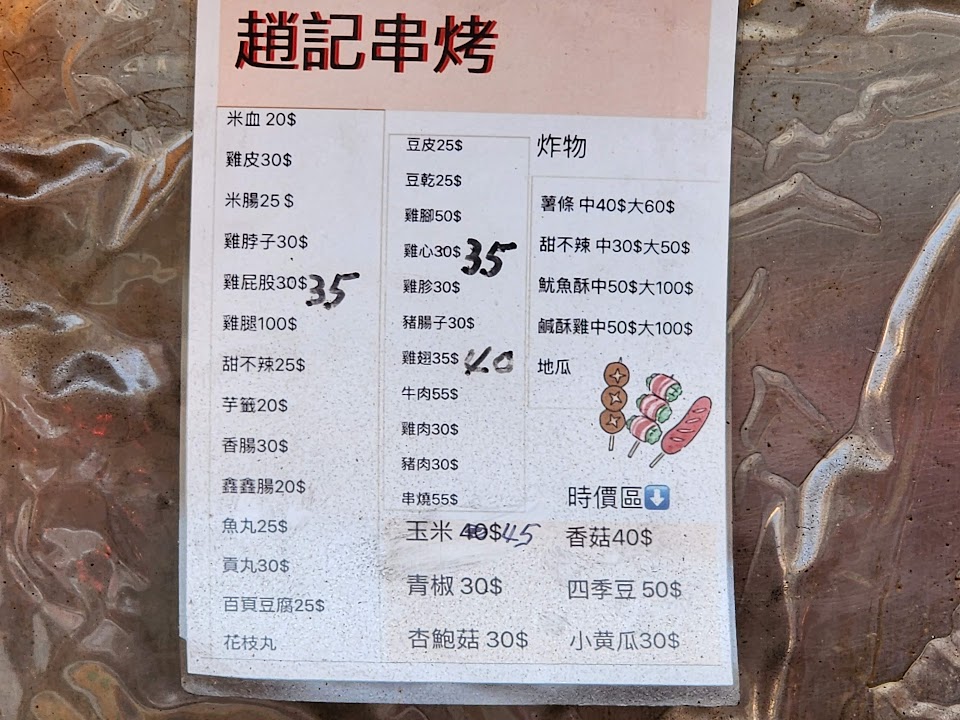 趙記串烤
米血 20$
雞皮30$
米腸25 $
雞脖子30$
雞屁股30$ 35
雞腿100$
甜不辣25$
芋籤20$
香腸30$
鑫鑫腸20$
魚丸25$
貢丸30$
百頁豆腐25$
花枝丸
豆皮25$
豆乾25$
雞腳50$
雞心30$ 35
雞胗30$
豬腸子30$
雞翅35$ 40
牛肉55$
雞肉30$
豬肉30$
串燒55$
玉米 40$ 45
青椒 30$
杏鮑菇 30$
炸物
薯條 中40$大60$
甜不辣 中30$大50$
魷魚酥中50$大100$
鹹酥雞中50$大100$
地瓜
時價區⬇️
香菇40$
四季豆 50$
小黄瓜30$